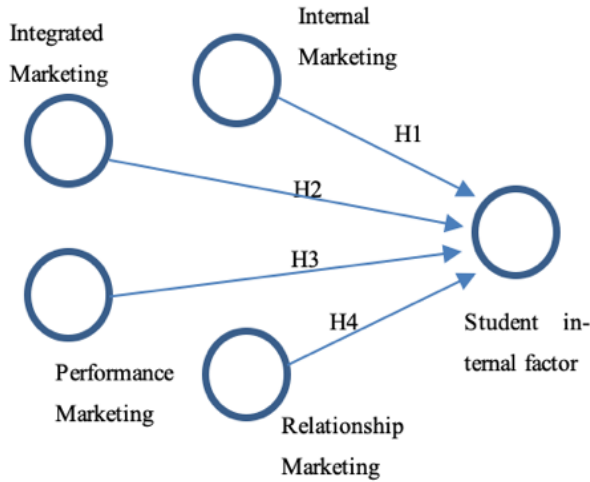 Internal
Marketing
Integrated
Marketing
H1
H2
H3
H4
Student in-
ternal factor
Performance
Marketing
Relationship
Marketing